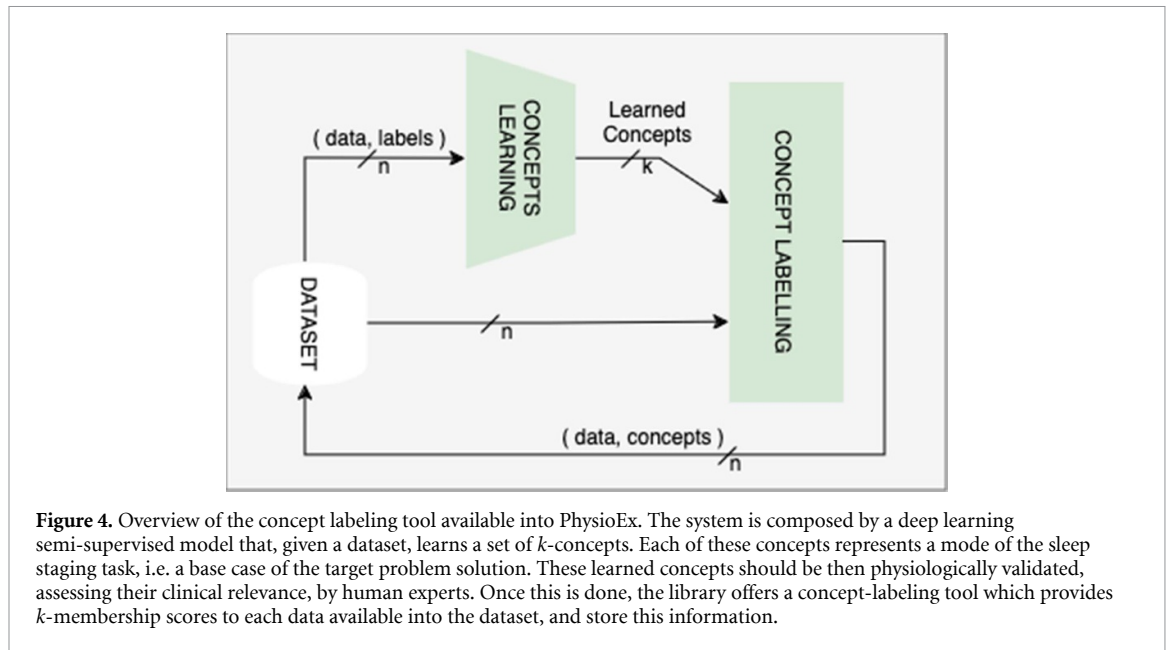 ( data, labels )
n
CONCEPTS
LEARNING
Learned
Concepts
k
CONCEPT LABELLING
DATASET
n
( data, concepts )
n
Figure 4. Overview of the concept labeling tool available into PhysioEx. The system is composed by a deep learning
semi-supervised model that, given a dataset, learns a set of k-concepts. Each of these concepts represents a mode of the sleep
staging task, i.e. a base case of the target problem solution. These learned concepts should be then physiologically validated,
assessing their clinical relevance, by human experts. Once this is done, the library offers a concept-labeling tool which provides
k-membership scores to each data available into the dataset, and store this information.